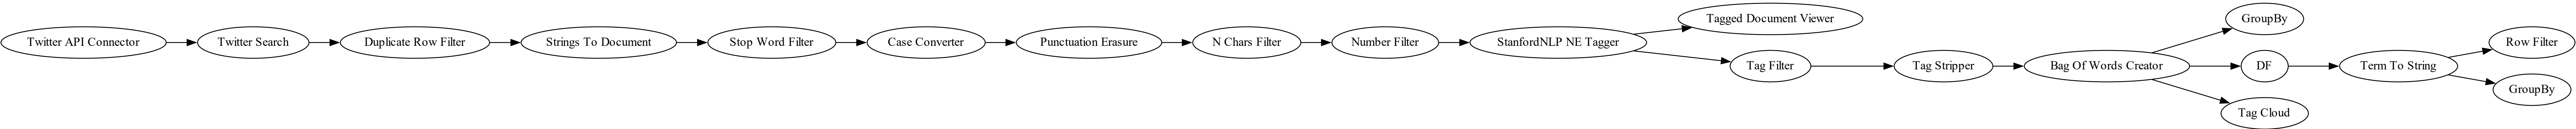 Twitter API Connector
Twitter Search
Duplicate Row Filter
Strings To Document
Stop Word Filter
Case Converter
Punctuation Erasure
N Chars Filter
Number Filter
StanfordNLP NE Tagger
Tagged Document Viewer
Tag Filter
Tag Stripper
Bag Of Words Creator
GroupBy
DF
Tag Cloud
Term To String
Row Filter
GroupBy